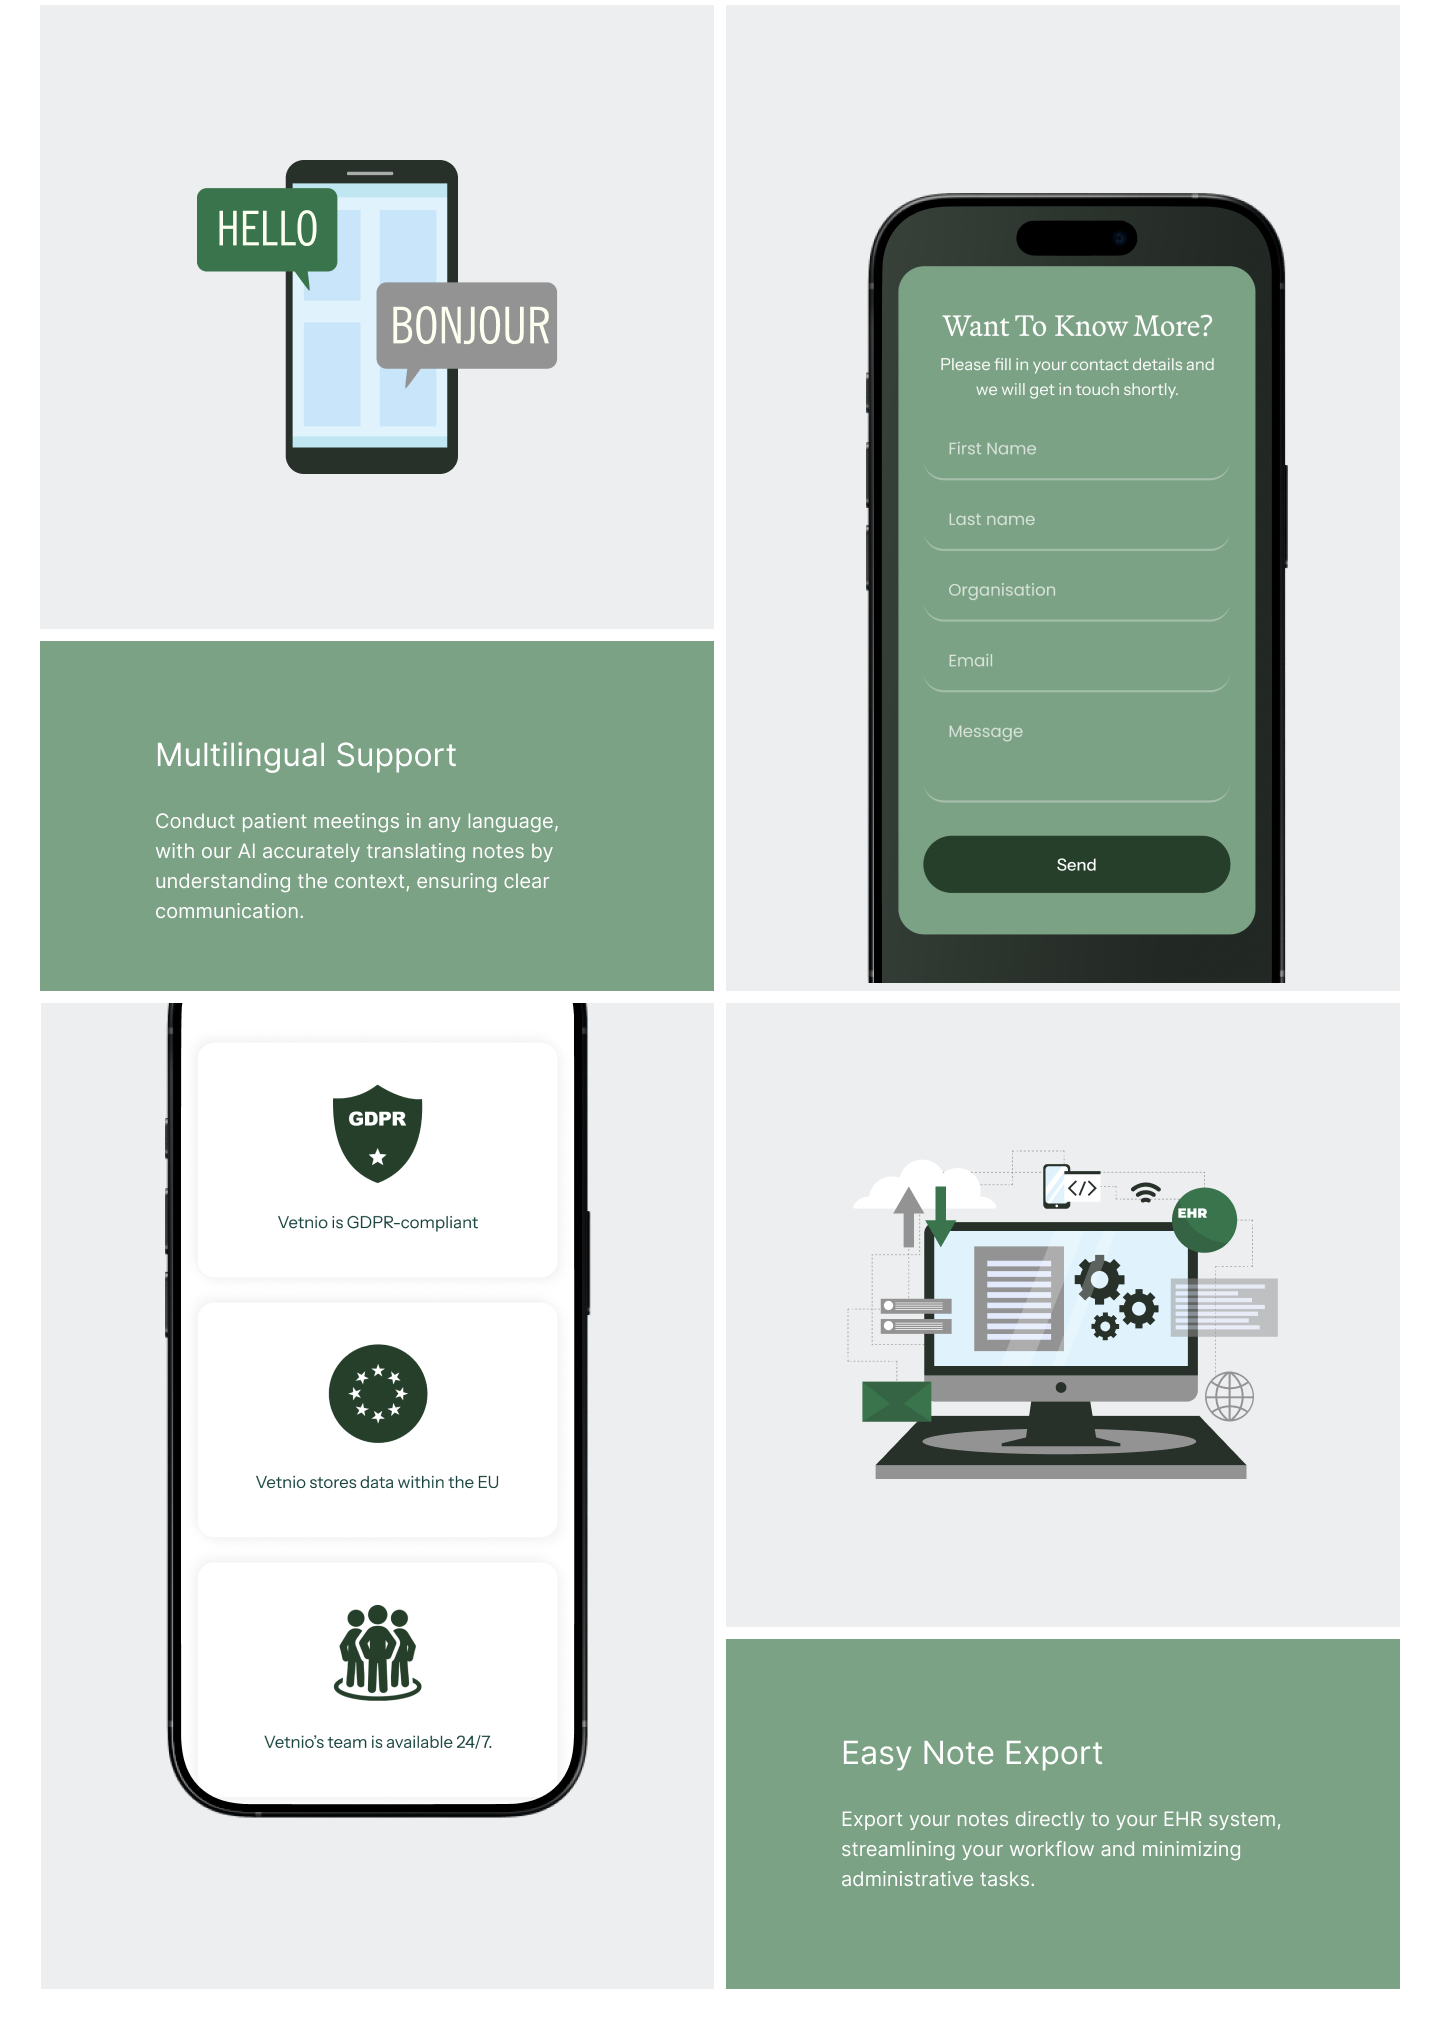 HELLO
BONJOUR
Multilingual Support
Conduct patient meetings in any language,
with our AI accurately translating notes by
understanding the context, ensuring clear
communication.
Want To Know More?
Please fill in your contact details and
we will get in touch shortly.
First Name
Last name
Organisation
Email
Message
Send
GDPR
Vetnio is GDPR-compliant
Vetnio stores data within the EU
Vetnio’s team is available 24/7.
</>
EHR
Easy Note Export
Export your notes directly to your EHR system,
streamlining your workflow and minimizing
administrative tasks.